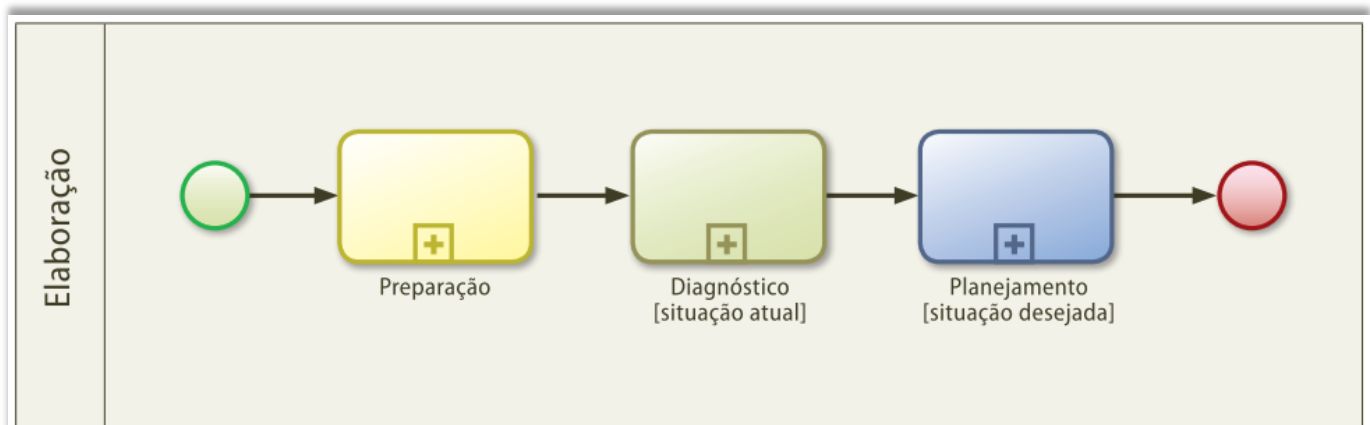 Elaboração
Preparação
Diagnóstico
[situação atual]
Planejamento
[situação desejada]